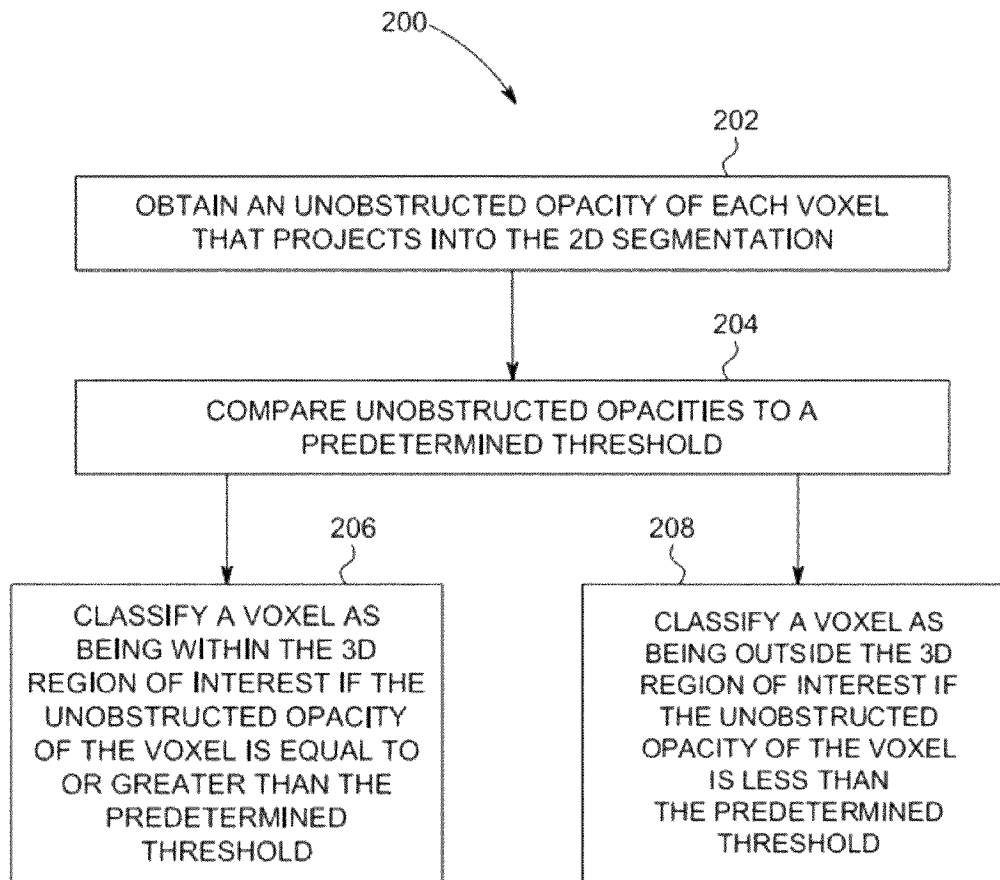 200
202
OBTAIN AN UNOBSTRUCTED OPACITY OF EACH VOXEL
THAT PROJECTS INTO THE 2D SEGMENTATION
204
COMPARE UNOBSTRUCTED OPACITIES TO A
PREDETERMINED THRESHOLD
206
CLASSIFY A VOXEL AS
BEING WITHIN THE 3D
REGION OF INTEREST IF THE
UNOBSTRUCTED OPACITY
OF THE VOXEL IS EQUAL TO
OR GREATER THAN THE
PREDETERMINED
THRESHOLD
208
CLASSIFY A VOXEL AS
BEING OUTSIDE THE 3D
REGION OF INTEREST IF
THE UNOBSTRUCTED
OPACITY OF THE VOXEL
IS LESS THAN
THE PREDETERMINED
THRESHOLD